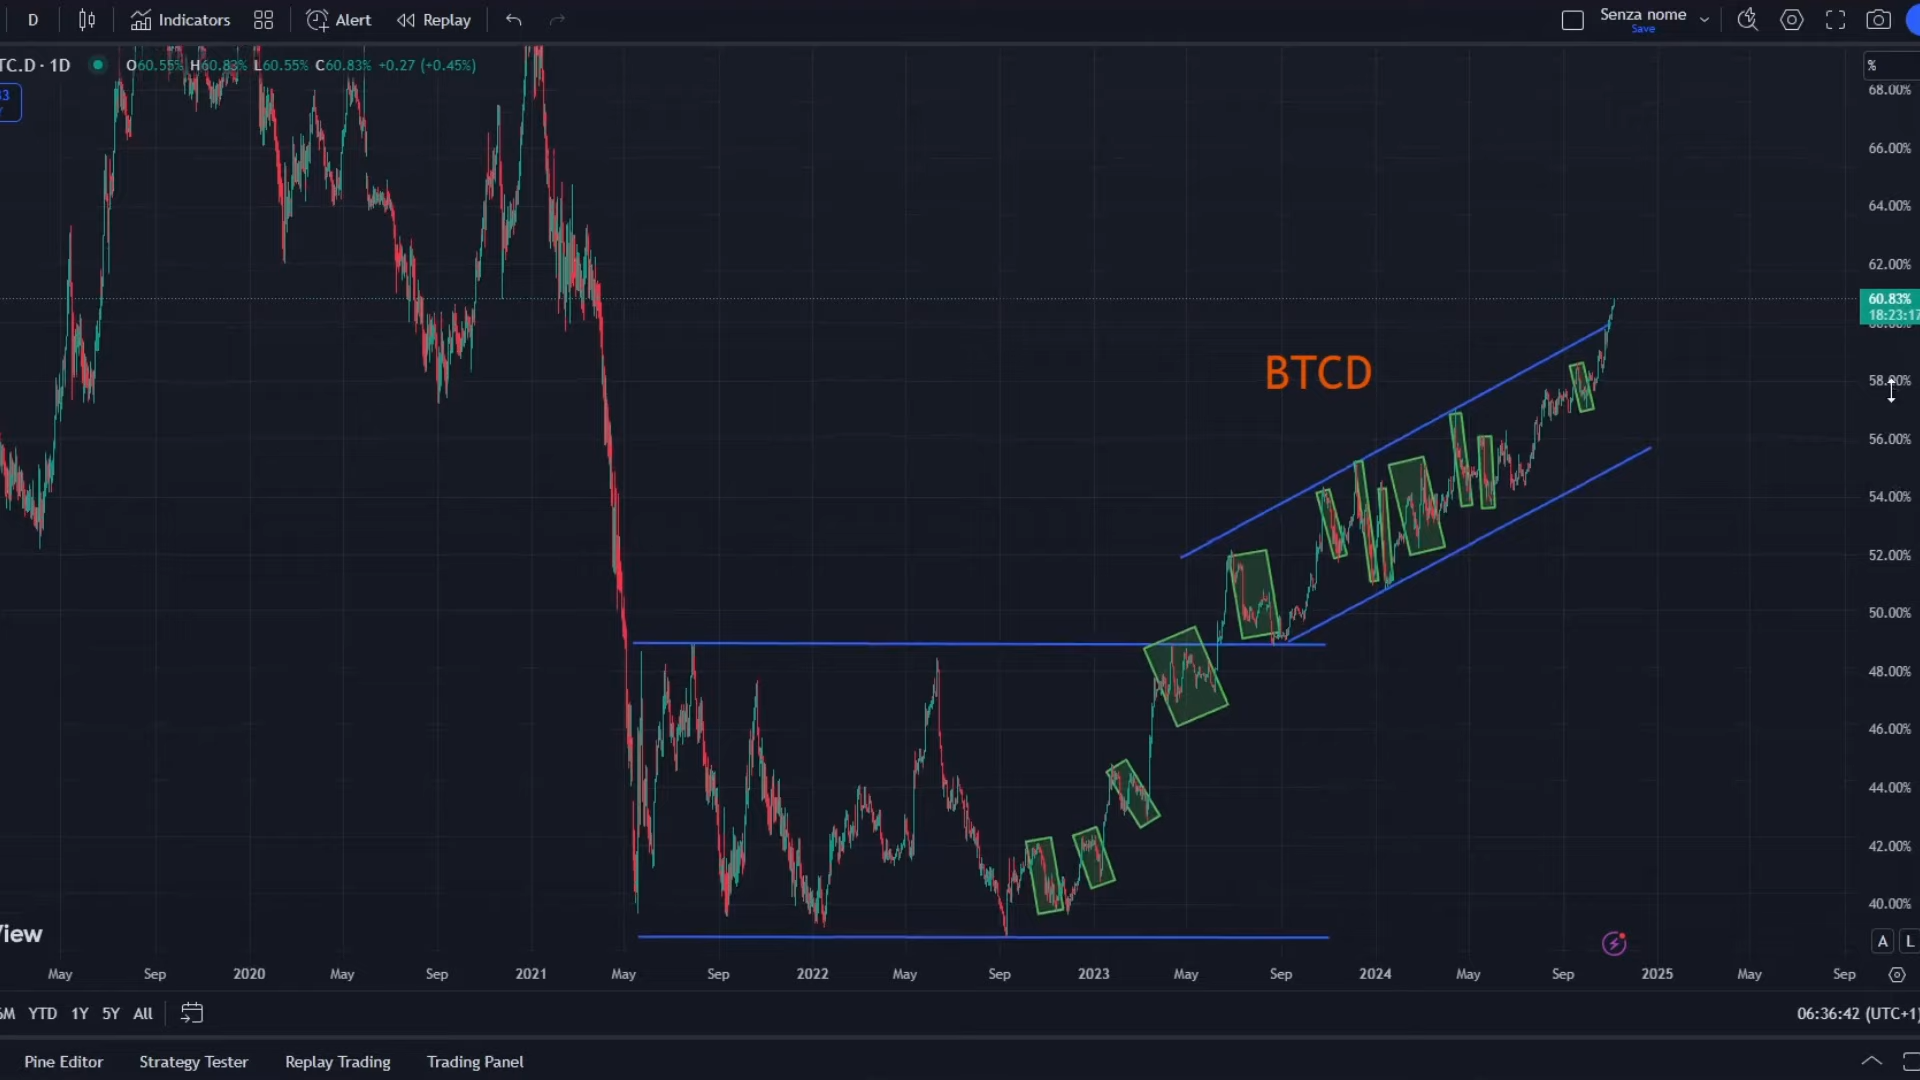 D Indicators Alert Replay Senza nome
Save
TC.D · 1D O60.55% H60.83% L60.55% C60.83% +0.27 (+0.45%)
%
68.00%
66.00%
64.00%
62.00%
60.83%
18:23:17
BTCD
58.00%
56.00%
54.00%
52.00%
50.00%
48.00%
46.00%
44.00%
42.00%
40.00%
View
A L
May Sep 2020 May Sep 2021 May Sep 2022 May Sep 2023 May Sep 2024 May Sep 2025 May Sep
6M YTD 1Y 5Y All
06:36:42 (UTC+1)
Pine Editor Strategy Tester Replay Trading Trading Panel